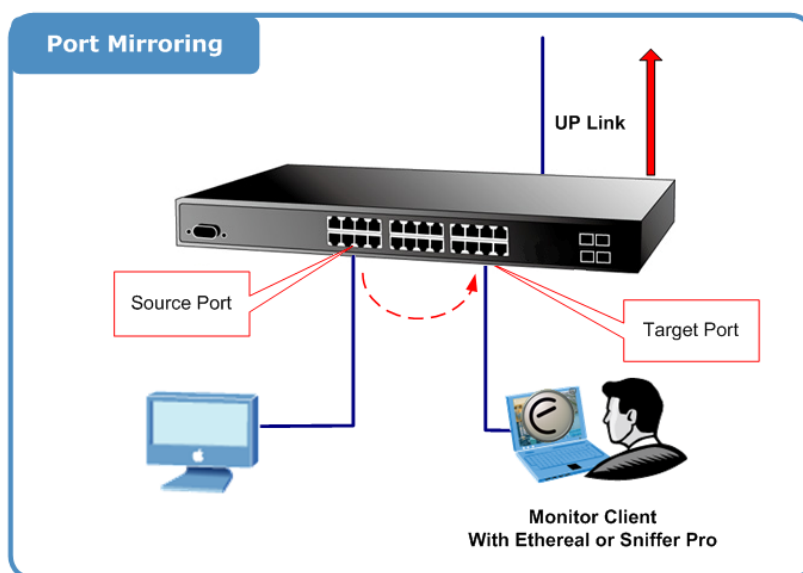 Port Mirroring
UP Link
Source Port
Target Port
Monitor Client
With Ethereal or Sniffer Pro